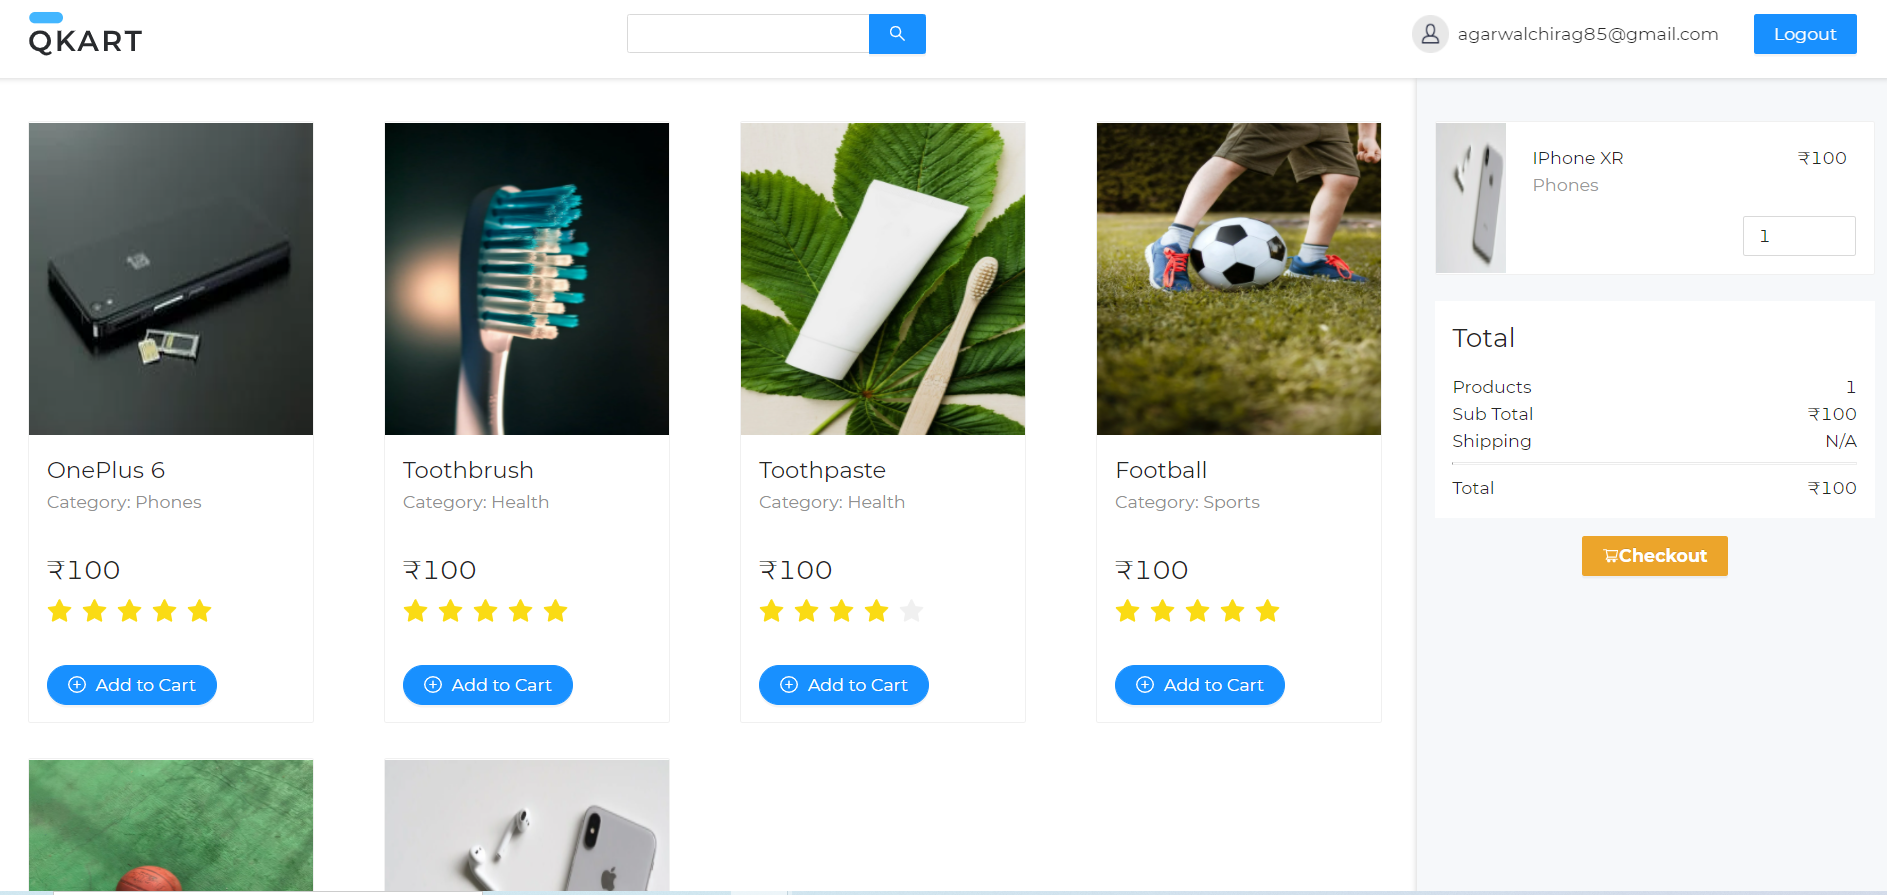 QKART
agarwalchirag85@gmail.com
Logout
OnePlus 6
Category: Phones
₹100
Add to Cart
Toothbrush
Category: Health
₹100
Add to Cart
Toothpaste
Category: Health
₹100
Add to Cart
Football
Category: Sports
₹100
Add to Cart
IPhone XR ₹100
Phones
1
Total
Products 1
Sub Total ₹100
Shipping N/A
Total ₹100
Checkout